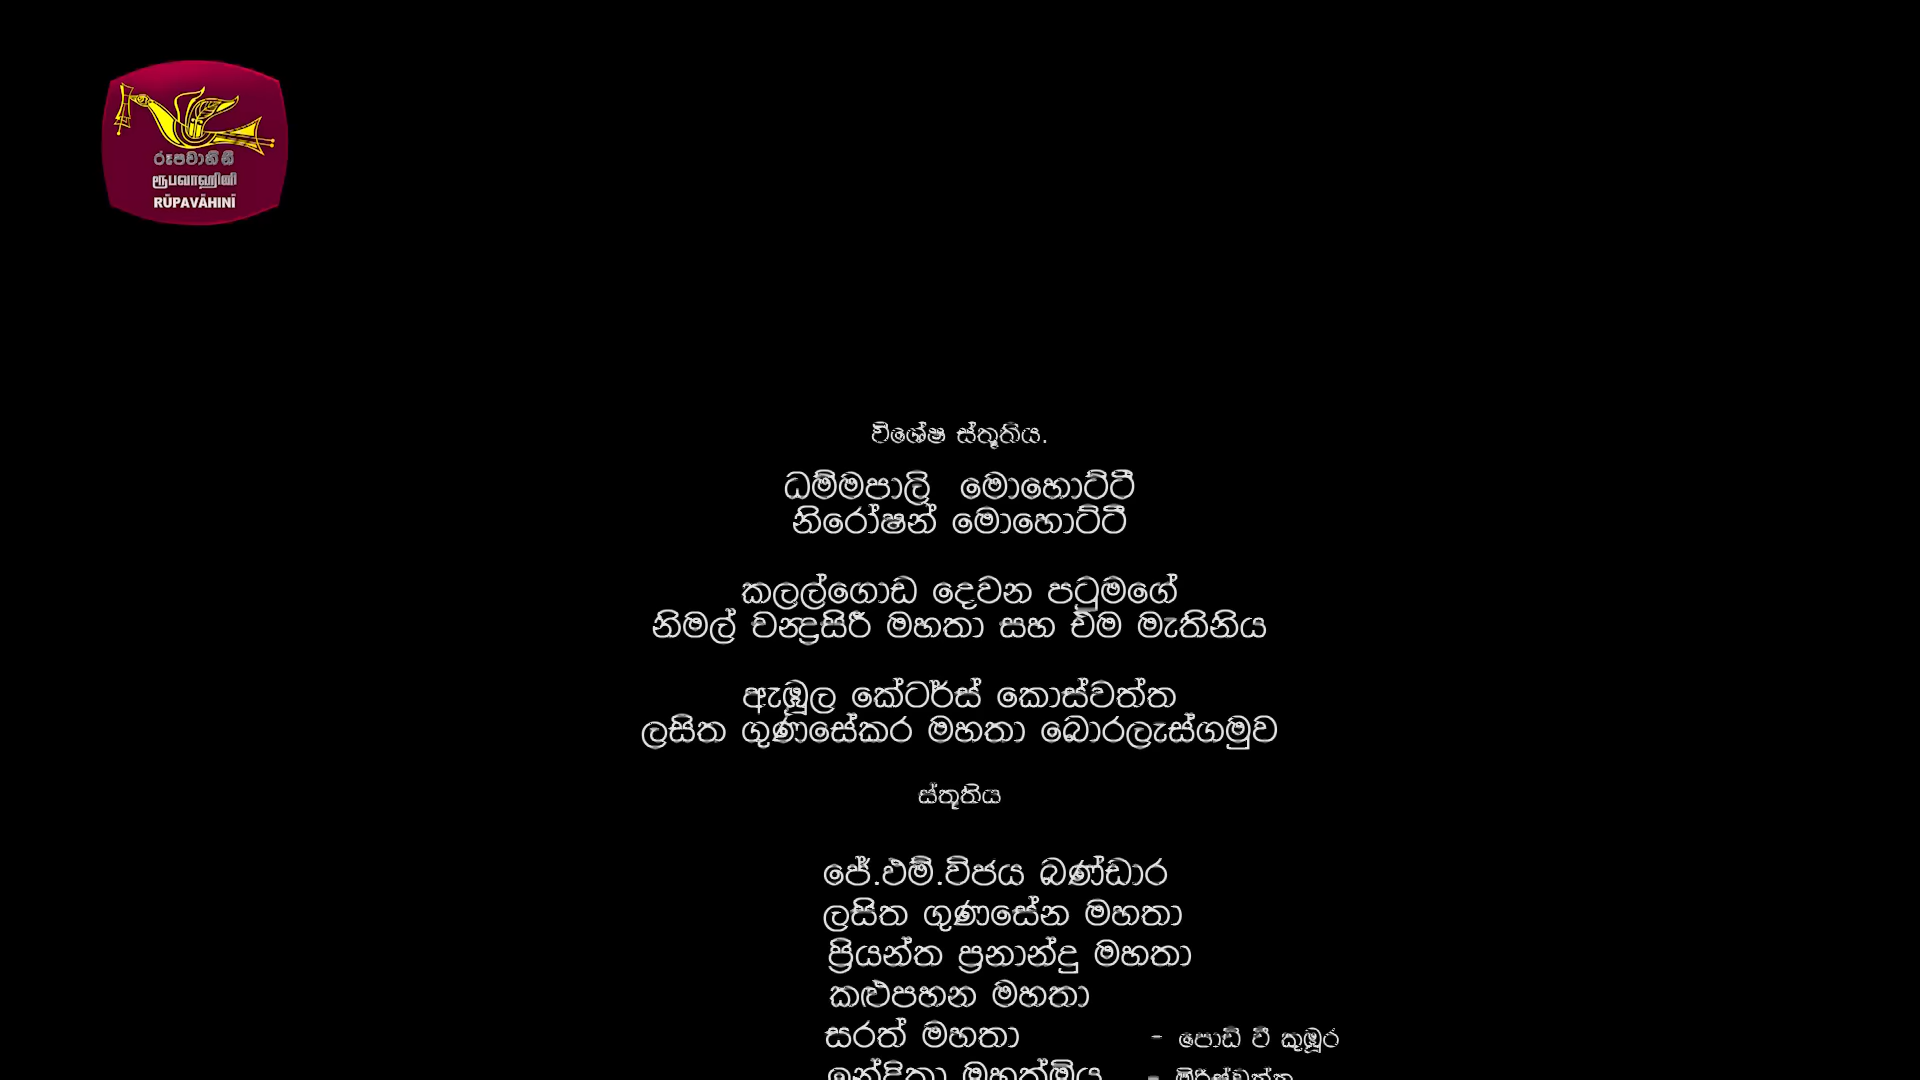 රූපවාහිනී
ரூபவாஹினி
RŪPAVĀHINĪ
විශේෂ ස්තූතිය.
ධම්මපාලි මොහොට්ටී
නිරෝෂන් මොහොට්ටී
කලල්ගොඩ දෙවන පටුමගේ
නිමල් චන්ද්‍රසිරී මහතා සහ එම මැතිනිය
ඇඹූල කේටර්ස් කොස්වත්ත
ලසිත ගුණසේකර මහතා බොරලැස්ගමුව
ස්තූතිය
ජේ.එම්.විජය බණ්ඩාර
ලසිත ගුණසේන මහතා
ප්‍රියන්ත ප්‍රනාන්දු මහතා
කළුපහන මහතා
සරත් මහතා - පොඩි වී කුඹූර
මහත්මිය -